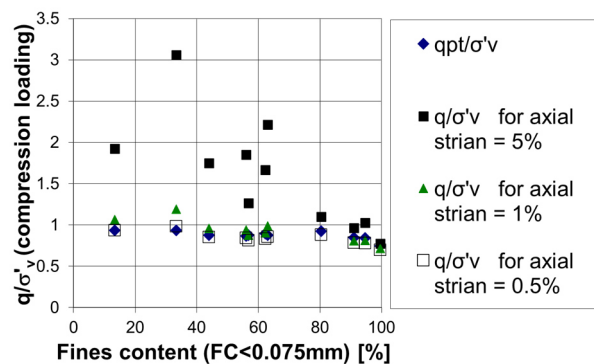 3.5
3
2.5
2
1.5
1
0.5
0
0 20 40 60 80 100
q/σ'v (compression loading)
Fines content (FC<0.075mm) [%]
qpt/σ'v
q/σ'v for axial
strian = 5%
q/σ'v for axial
strian = 1%
q/σ'v for axial
strian = 0.5%